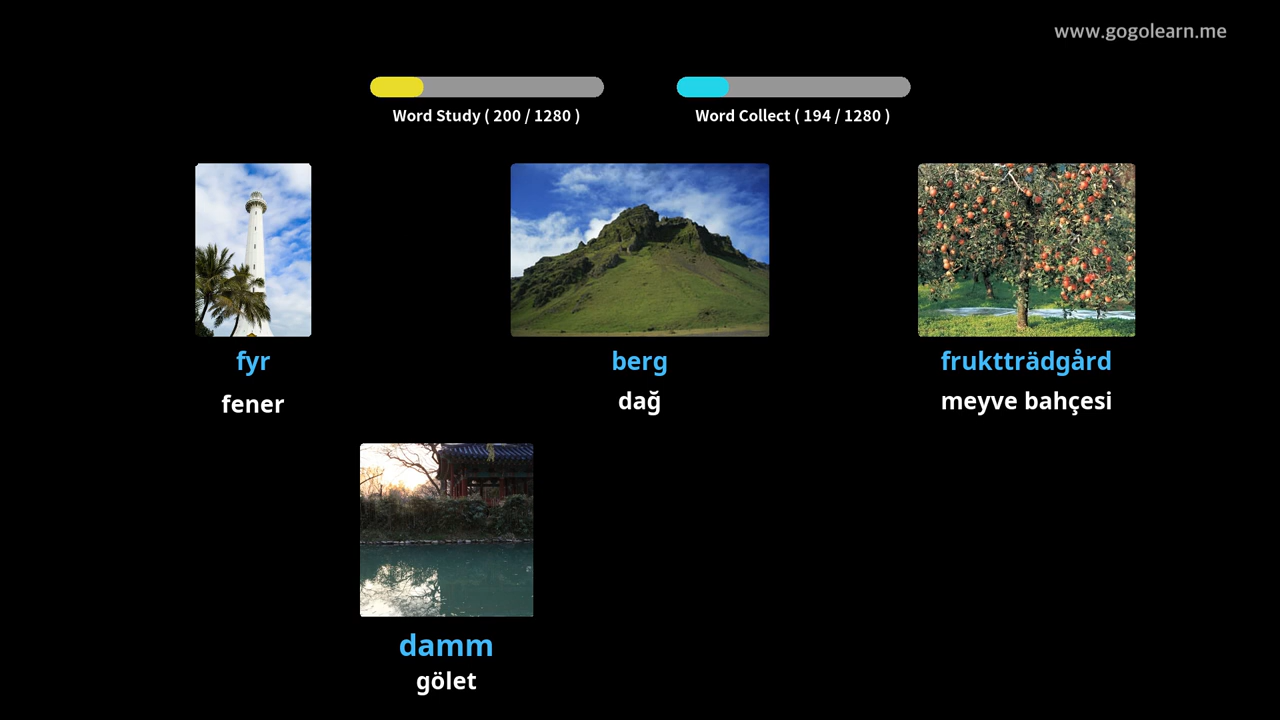 www.gogolearn.me
Word Study ( 200 / 1280 )
Word Collect ( 194 / 1280 )
fyr
berg
fruktträdgård
fener
dağ
meyve bahçesi
damm
gölet